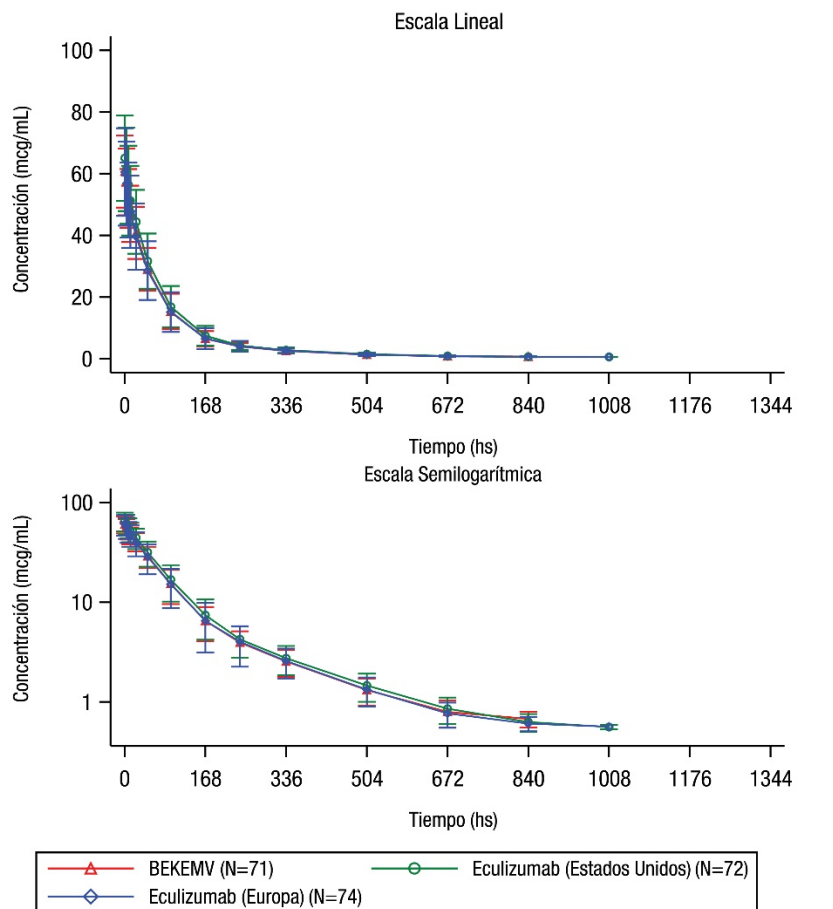 Escala Lineal
100
80
60
40
20
0
Concentración (mcg/mL)
0 168 336 504 672 840 1008 1176 1344
Tiempo (hs)
Escala Semilogarítmica
100
10
1
Concentración (mcg/mL)
0 168 336 504 672 840 1008 1176 1344
Tiempo (hs)
BEKEMV (N=71) Eculizumab (Estados Unidos) (N=72)
Eculizumab (Europa) (N=74)